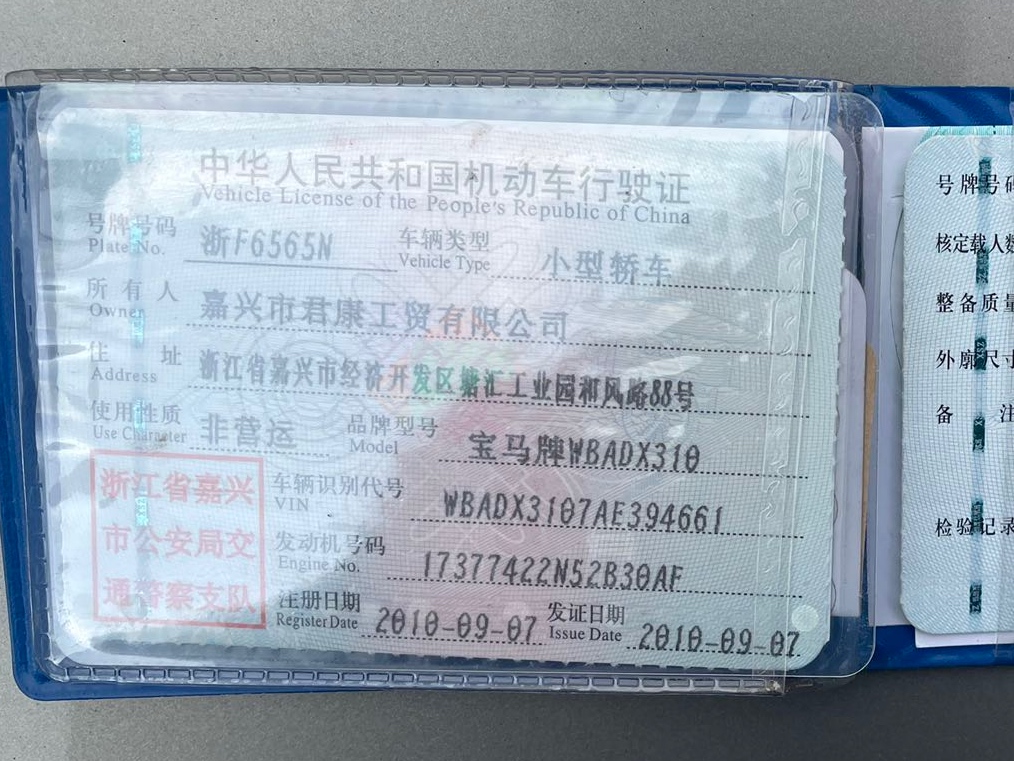 中华人民共和国机动车行驶证
Vehicle License of the People's Republic of China
号牌号码 浙F6565N 车辆类型 小型轿车
Plate No. Vehicle Type
所有人 嘉兴市君康工贸有限公司
Owner
住址 浙江省嘉兴市经济开发区塘汇工业园和风路88号
Address
使用性质 非营运 品牌型号 宝马牌WBADX310
Use Character Model
浙江省嘉兴
市公安局交
通警察支队
车辆识别代号 WBADX3107AE394661
VIN
发动机号码 17377422N52B30AF
Engine No.
注册日期 2010-09-07 发证日期 2010-09-07
Register Date Issue Date
号牌号码
核定载人数
整备质量
外廓尺寸
备注
检验记录